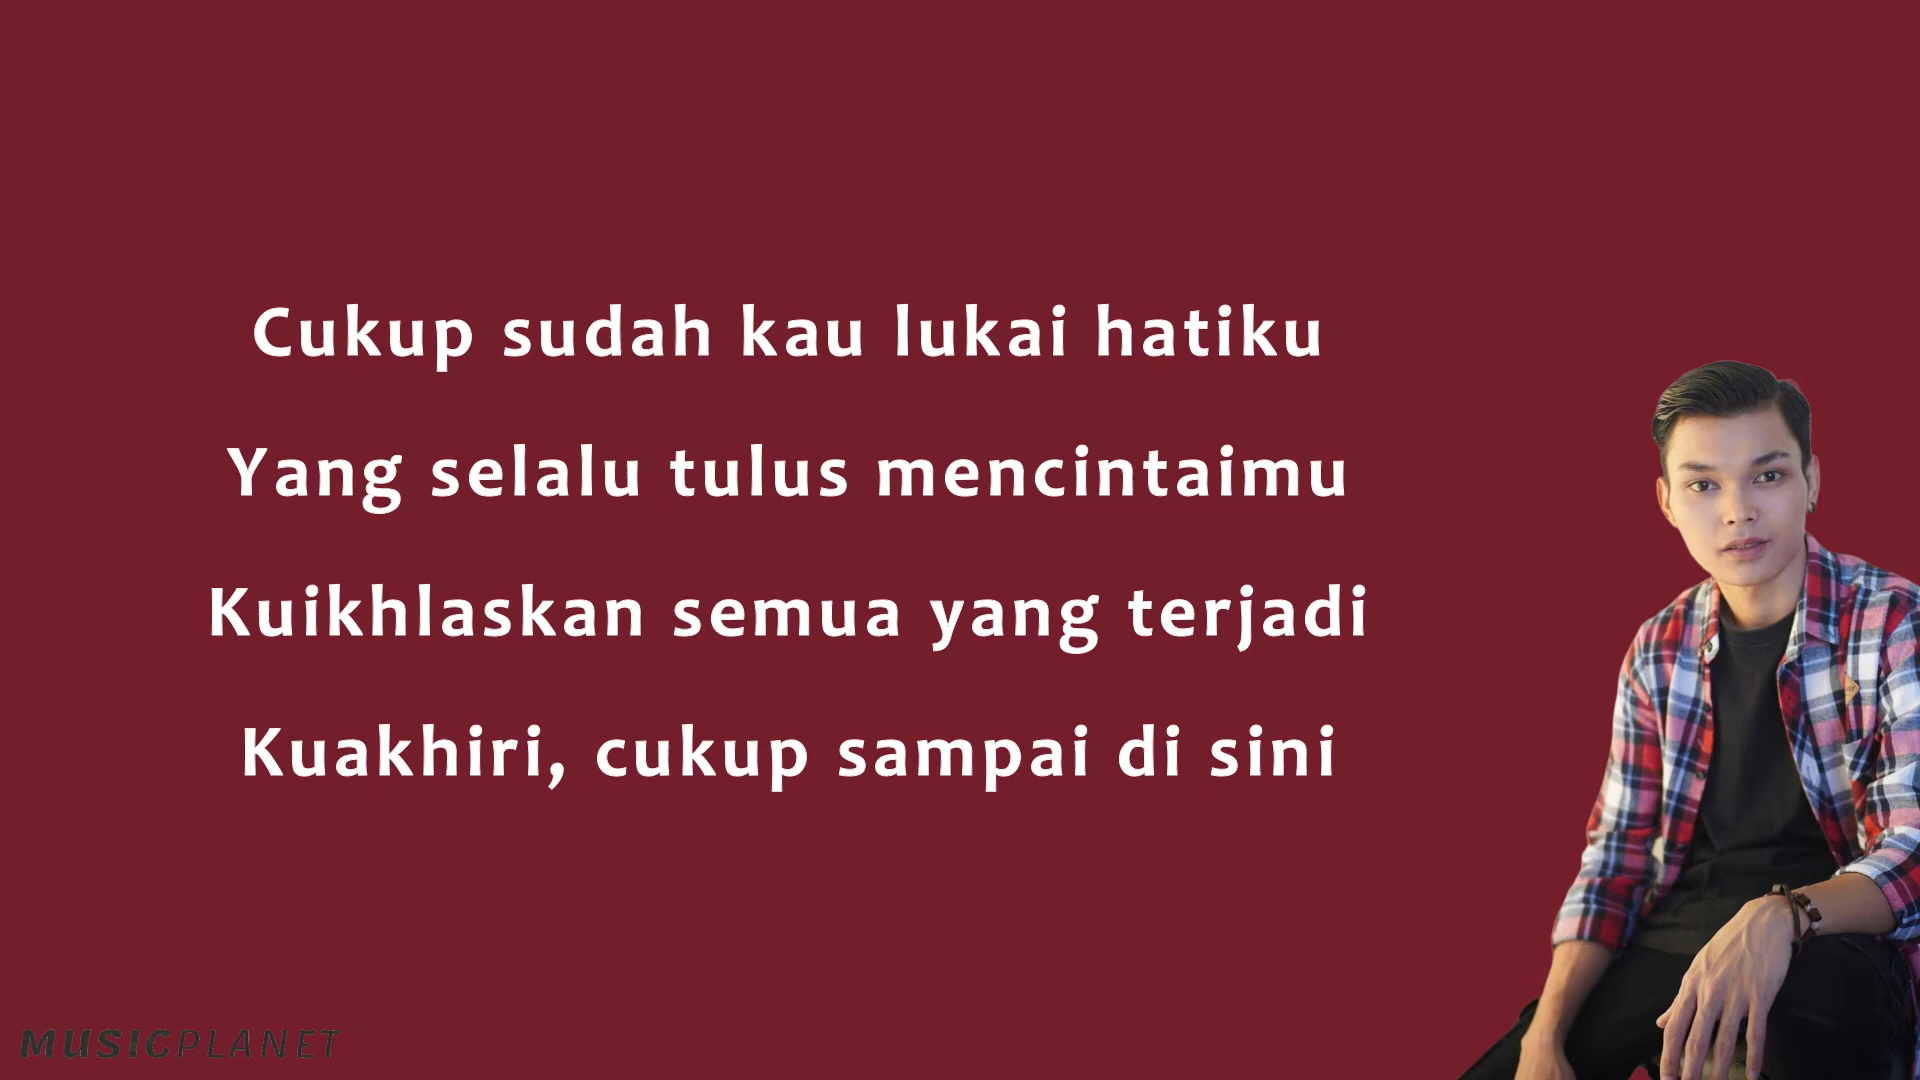 Cukup sudah kau lukai hatiku
Yang selalu tulus mencintaimu
Kuikhlaskan semua yang terjadi
Kuakhiri, cukup sampai di sini
MUSICPLANET